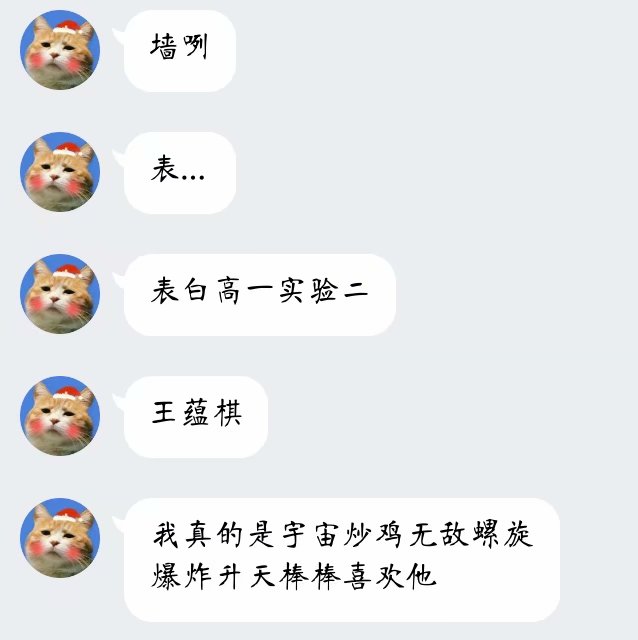 墙咧
表...
表白高一实验二
王蕴棋
我真的是宇宙炒鸡无敌螺旋
爆炸升天棒棒喜欢他